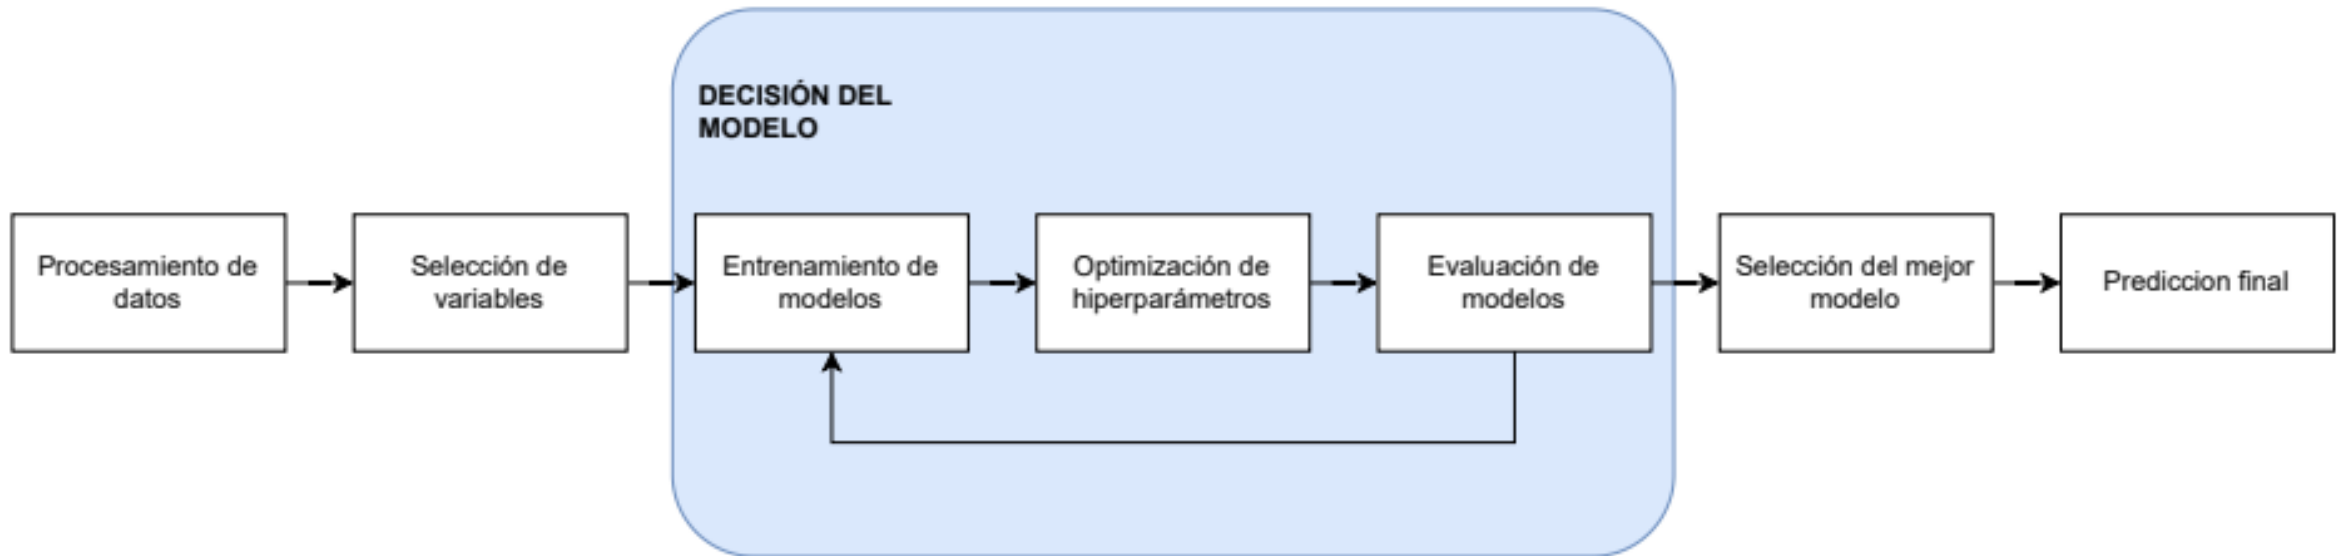 DECISIÓN DEL
MODELO
Procesamiento de
datos
Selección de
variables
Entrenamiento de
modelos
Optimización de
hiperparámetros
Evaluación de
modelos
Selección del mejor
modelo
Prediccion final